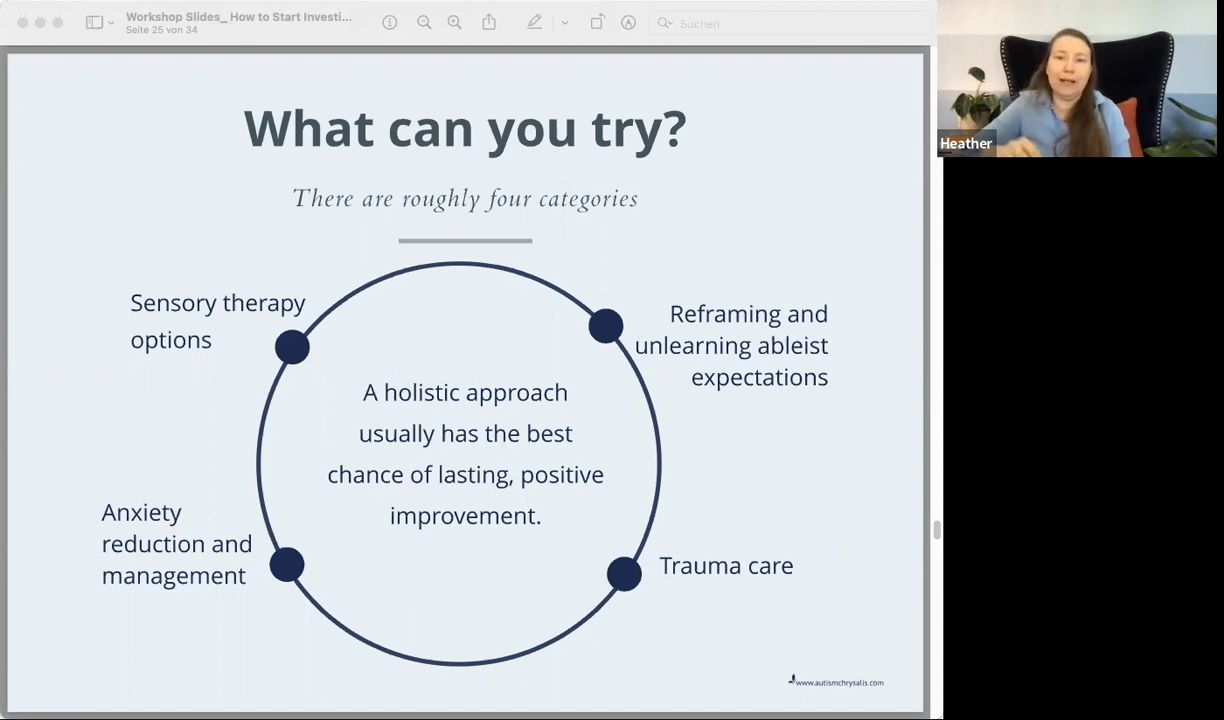 Workshop Slides_ How to Start Investi...
Seite 25 von 34
Suchen
Heather
What can you try?
There are roughly four categories
Sensory therapy
options
Reframing and
unlearning ableist
expectations
A holistic approach
usually has the best
chance of lasting, positive
improvement.
Anxiety
reduction and
management
Trauma care
www.autismchrysalis.com